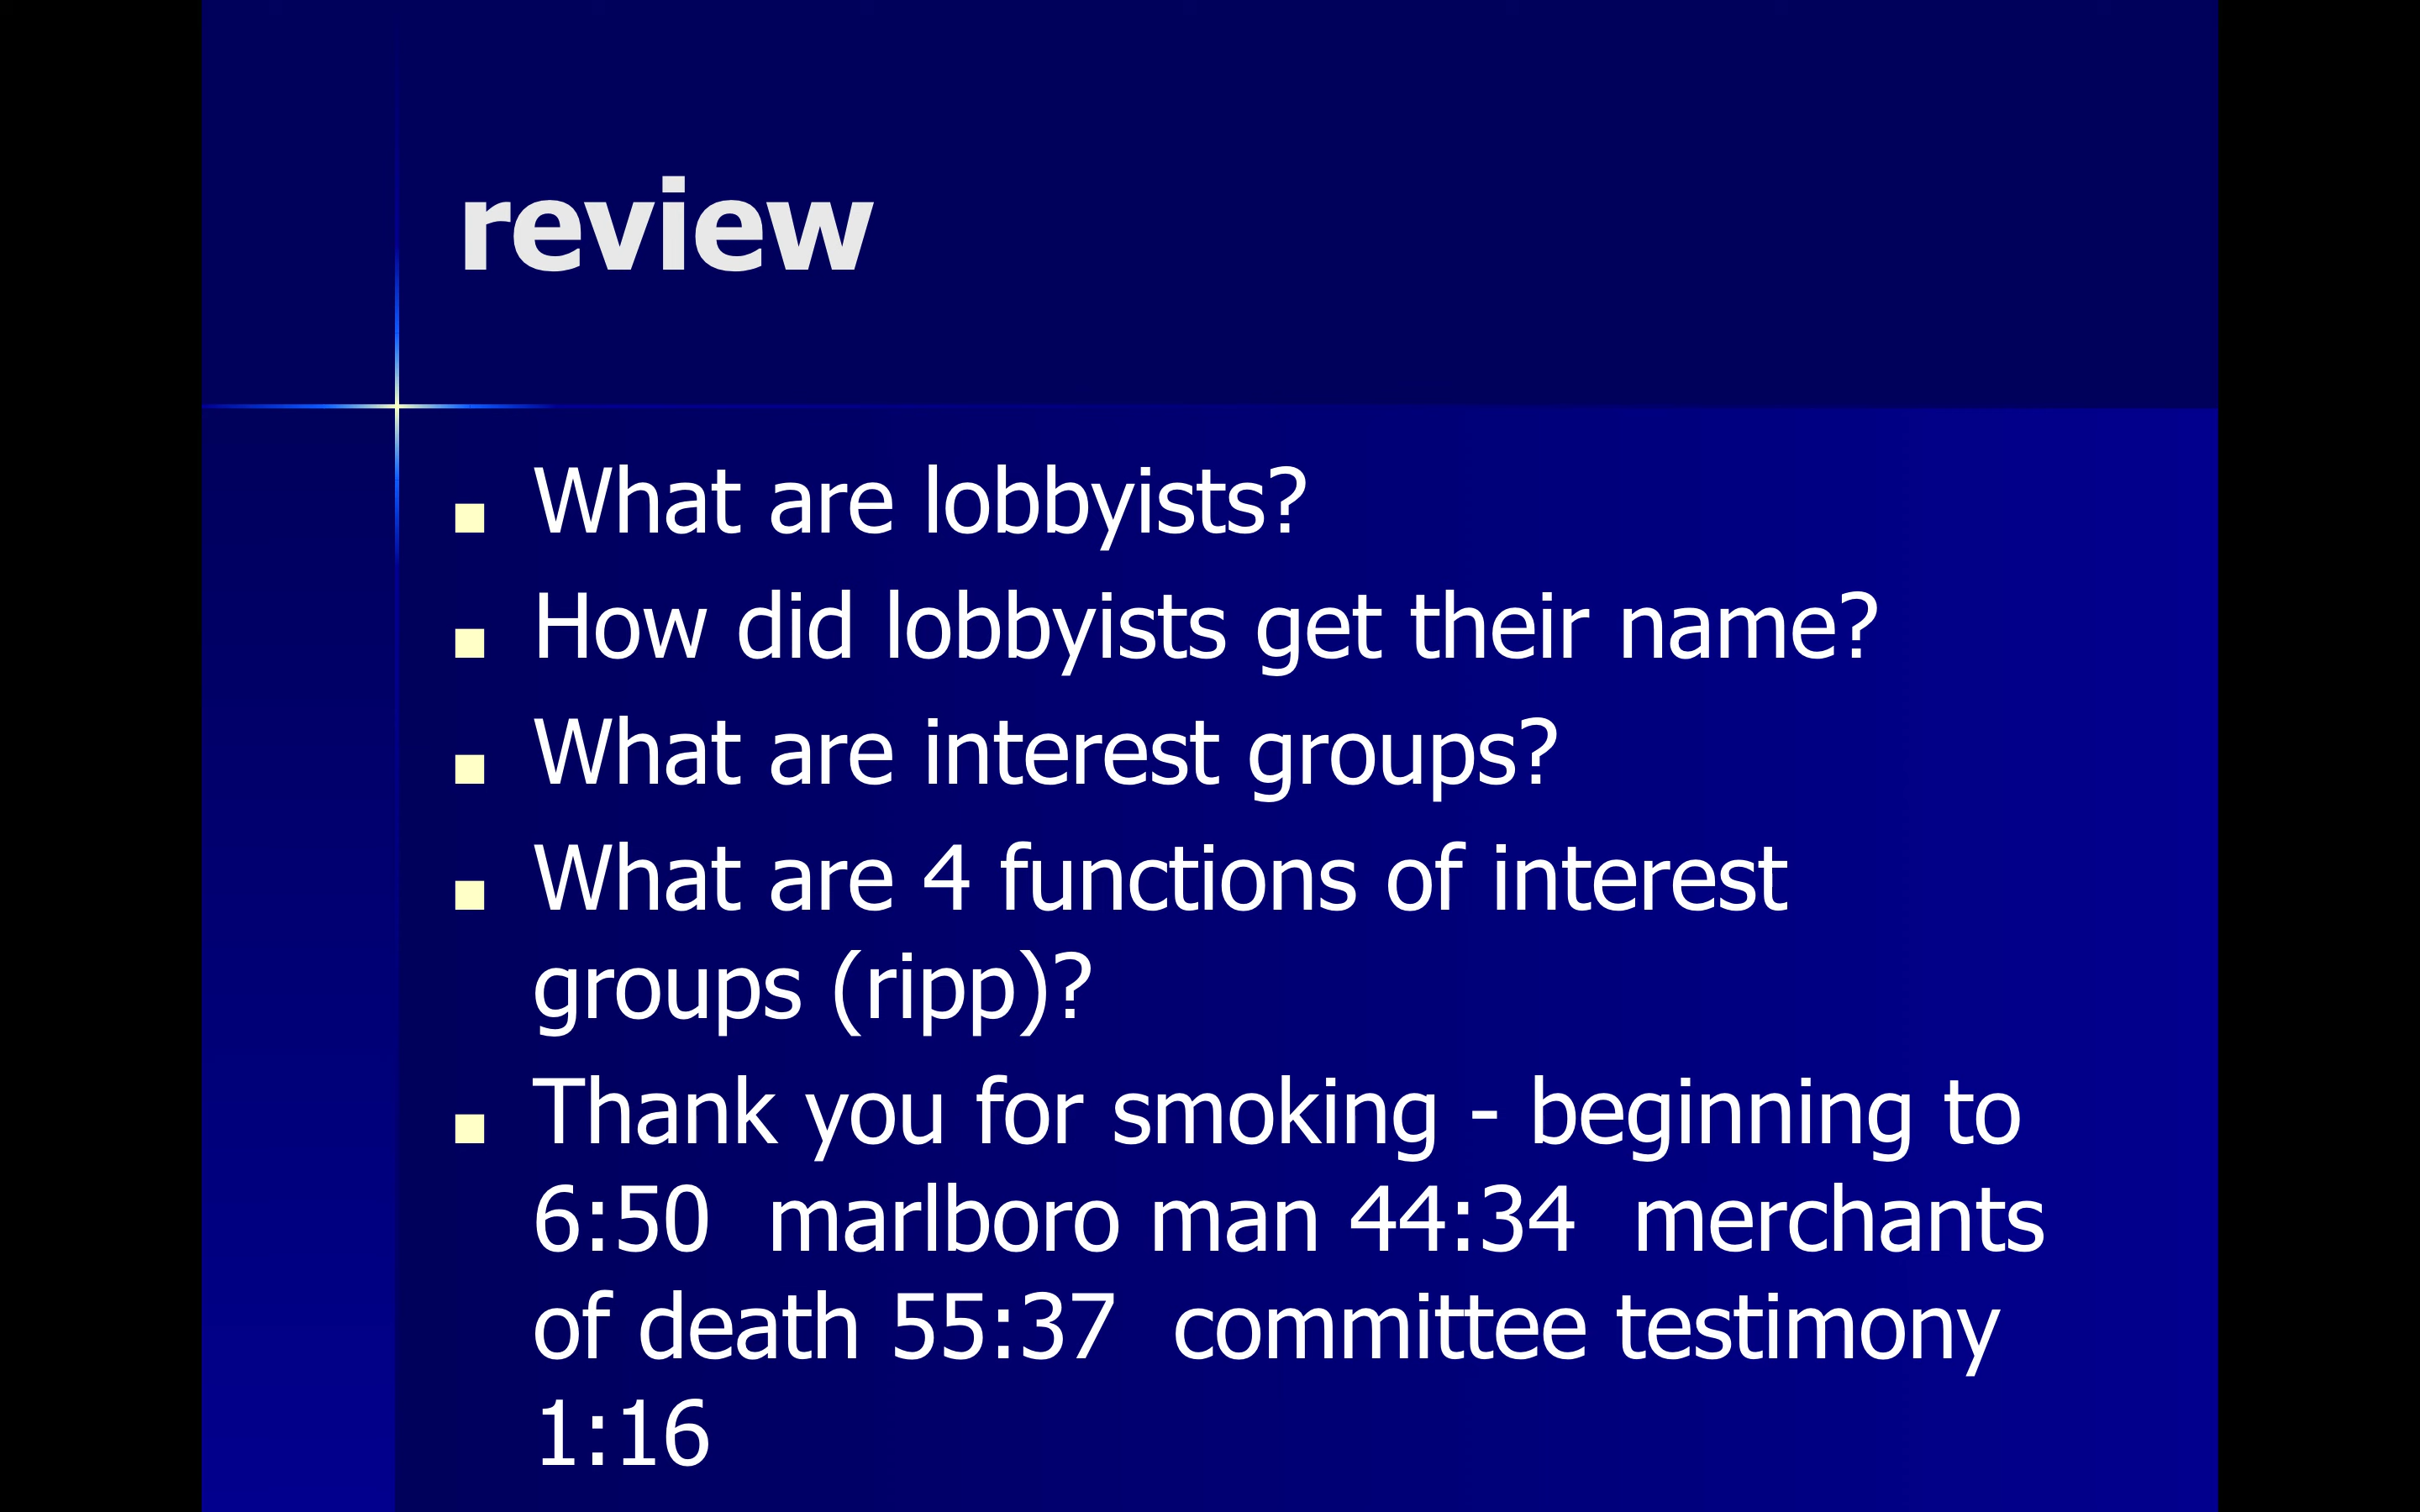 review
What are lobbyists?
How did lobbyists get their name?
What are interest groups?
What are 4 functions of interest
groups (ripp)?
Thank you for smoking - beginning to
6:50  marlboro man 44:34  merchants
of death 55:37  committee testimony
1:16